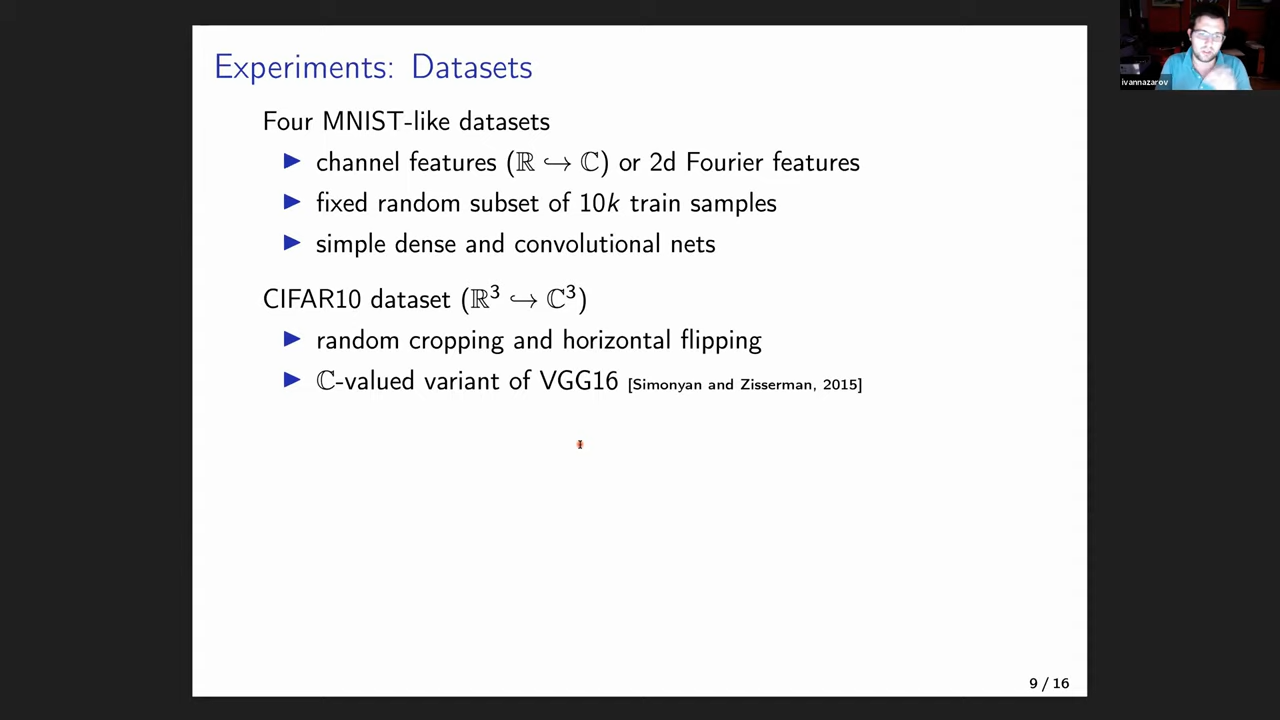 Experiments: Datasets
Four MNIST-like datasets
▶ channel features (ℝ ↪ ℂ) or 2d Fourier features
▶ fixed random subset of 10k train samples
▶ simple dense and convolutional nets
CIFAR10 dataset (ℝ³ ↪ ℂ³)
▶ random cropping and horizontal flipping
▶ ℂ-valued variant of VGG16 [Simonyan and Zisserman, 2015]
9 / 16
ivannazarov